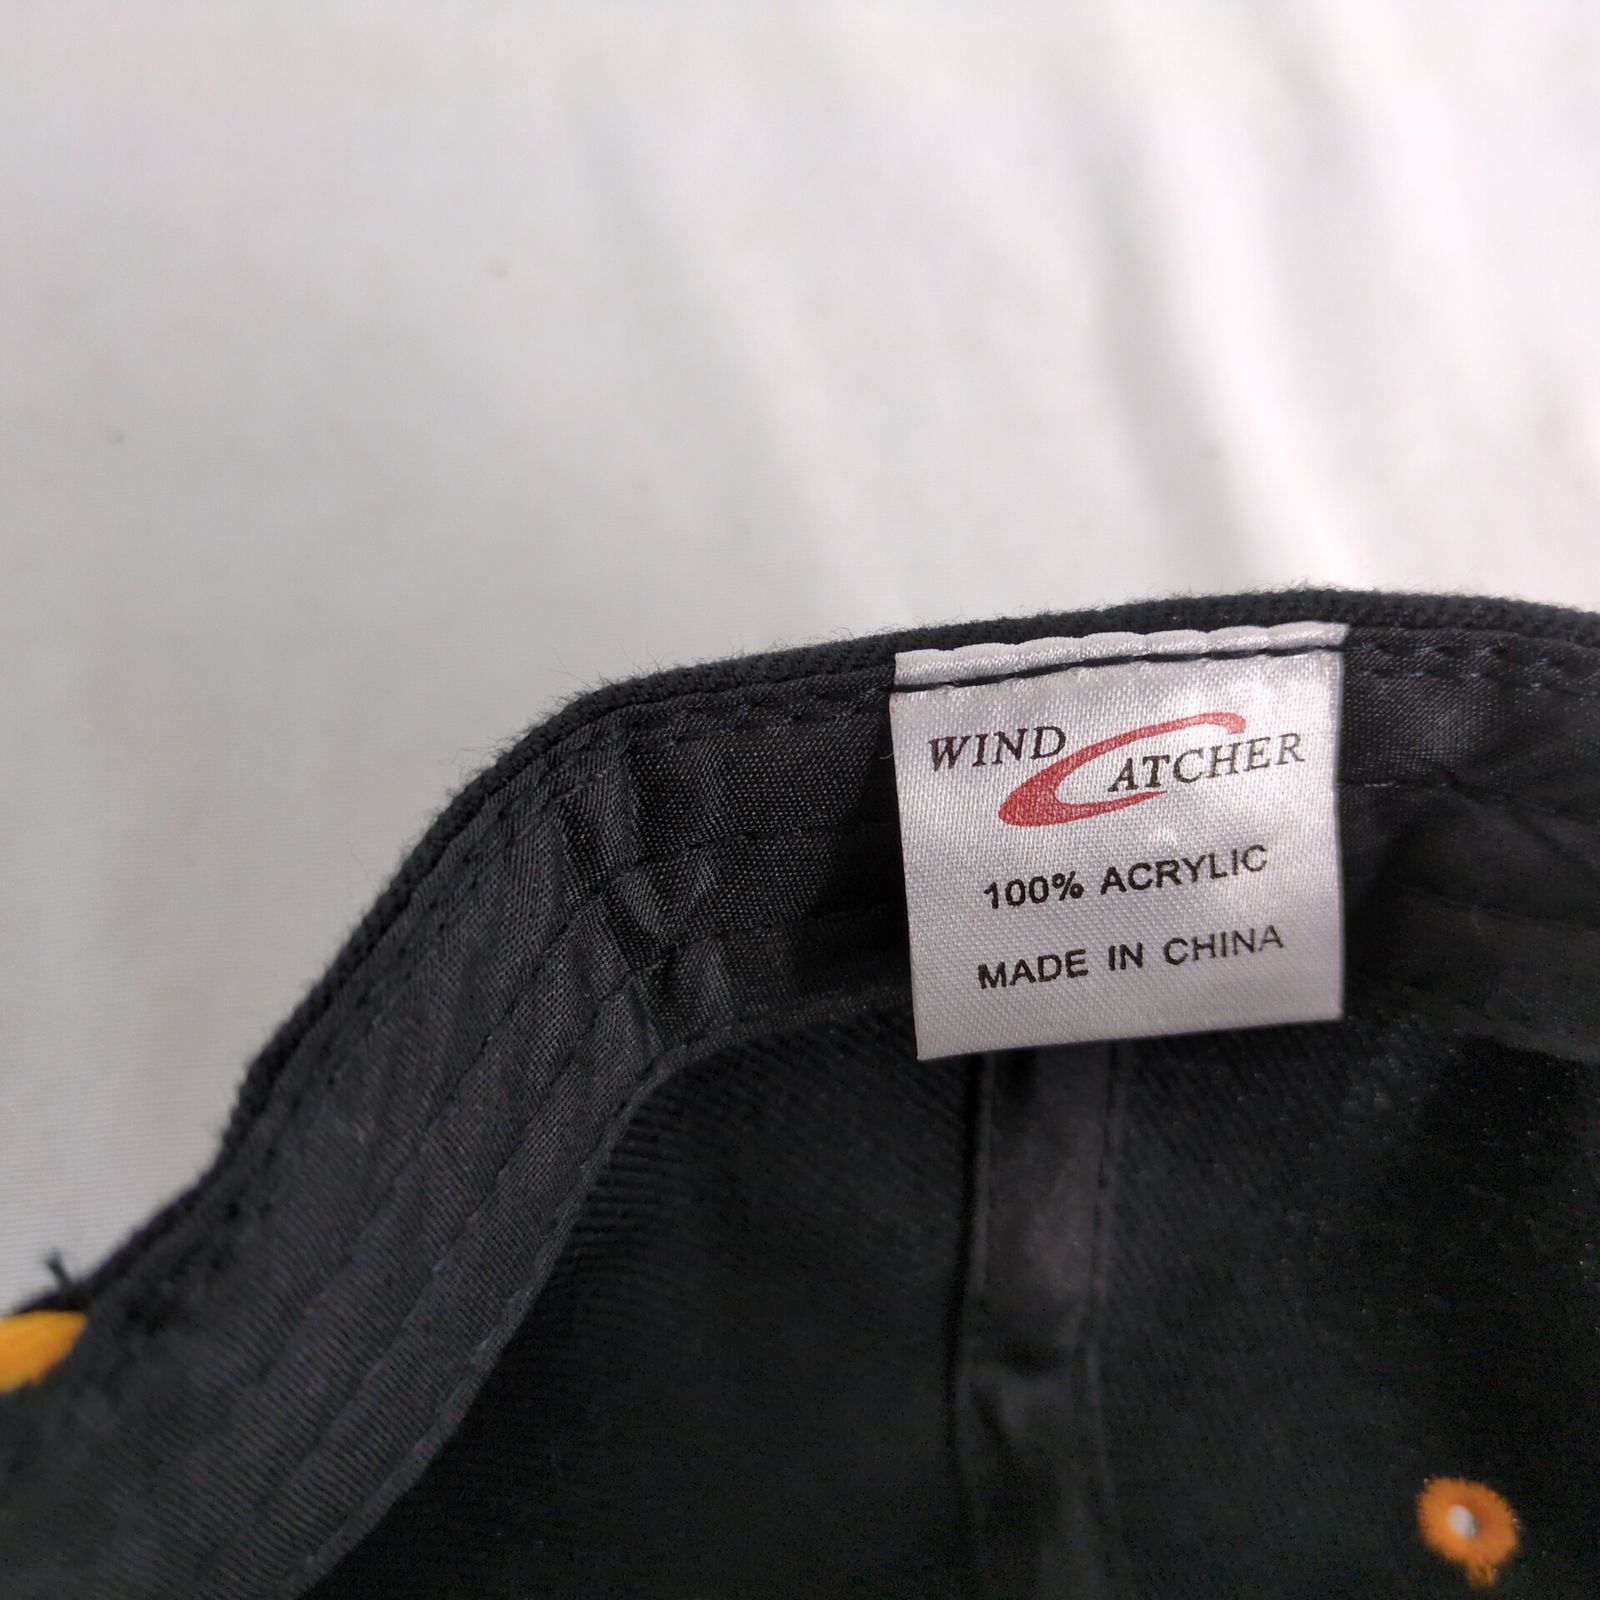 WIND CATCHER
100% ACRYLIC
MADE IN CHINA